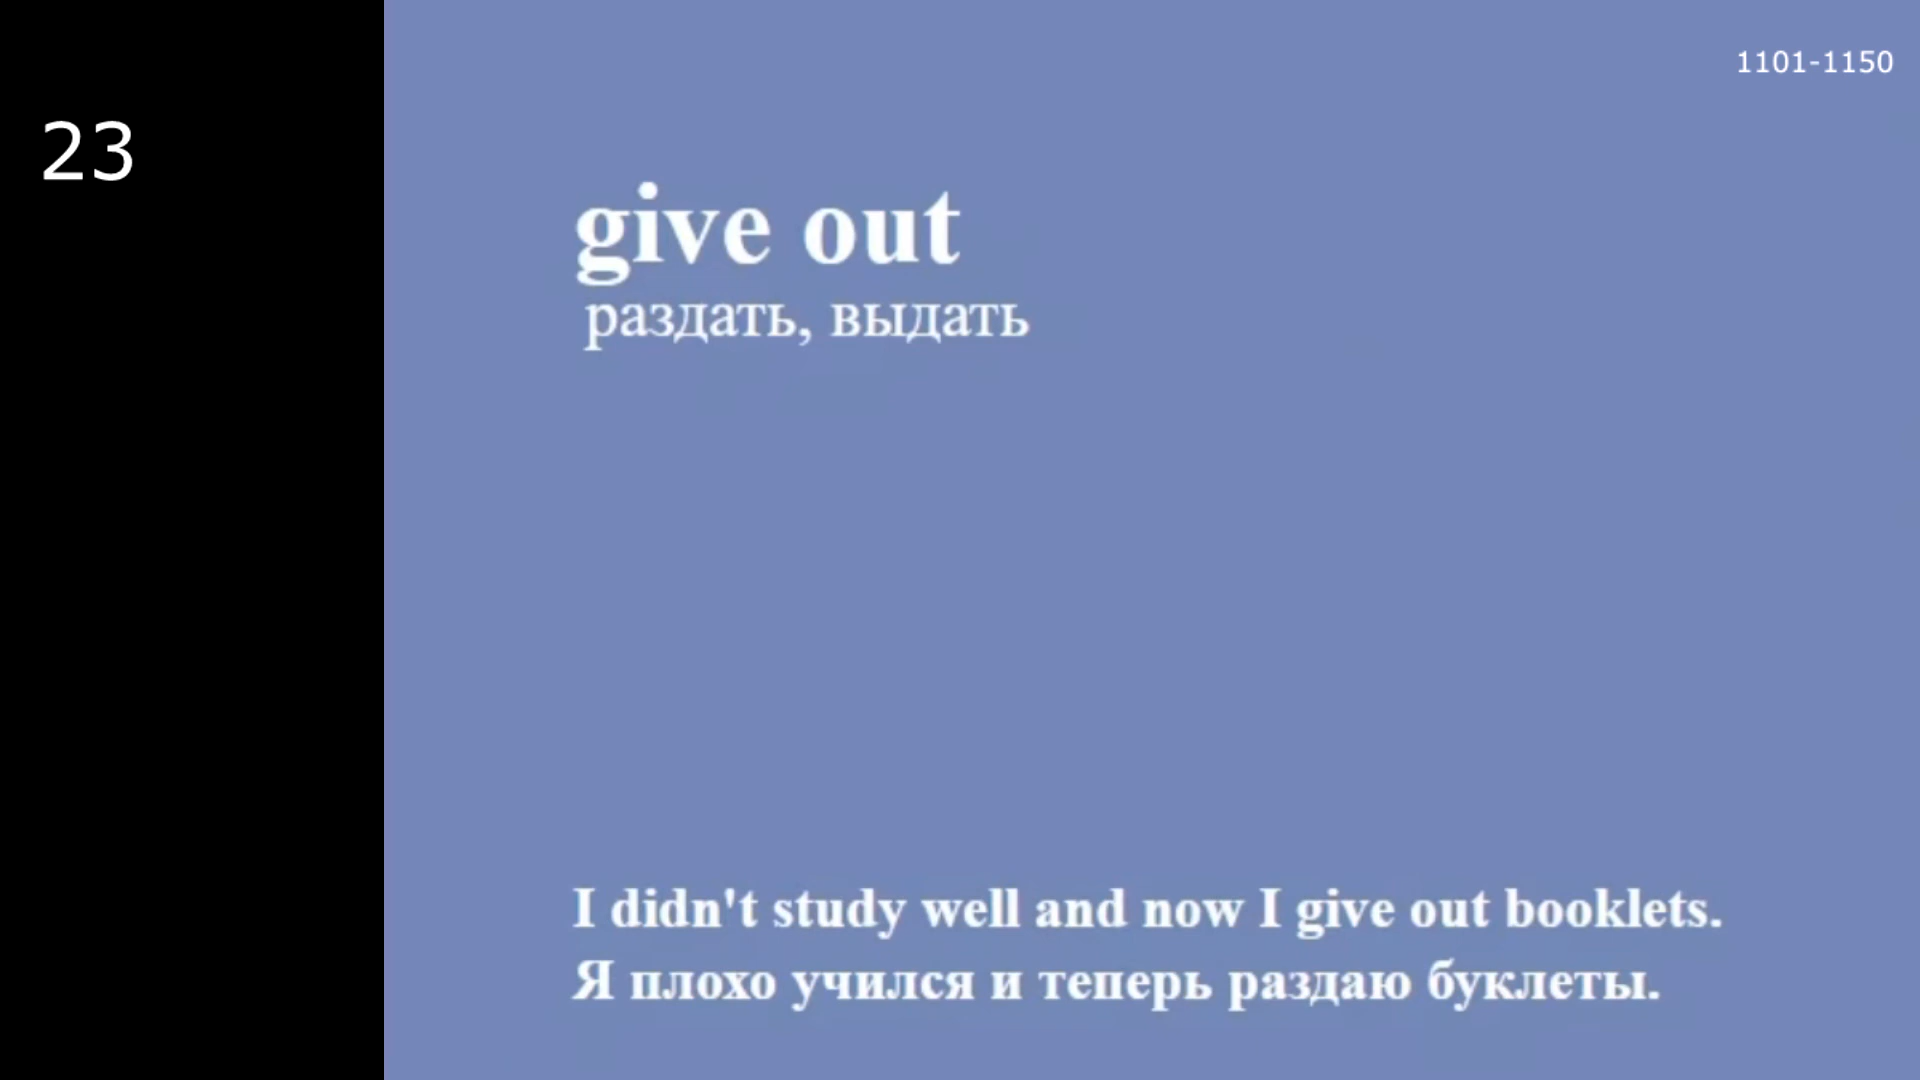 1101-1150
23
give out
раздать, выдать
I didn't study well and now I give out booklets.
Я плохо учился и теперь раздаю буклеты.